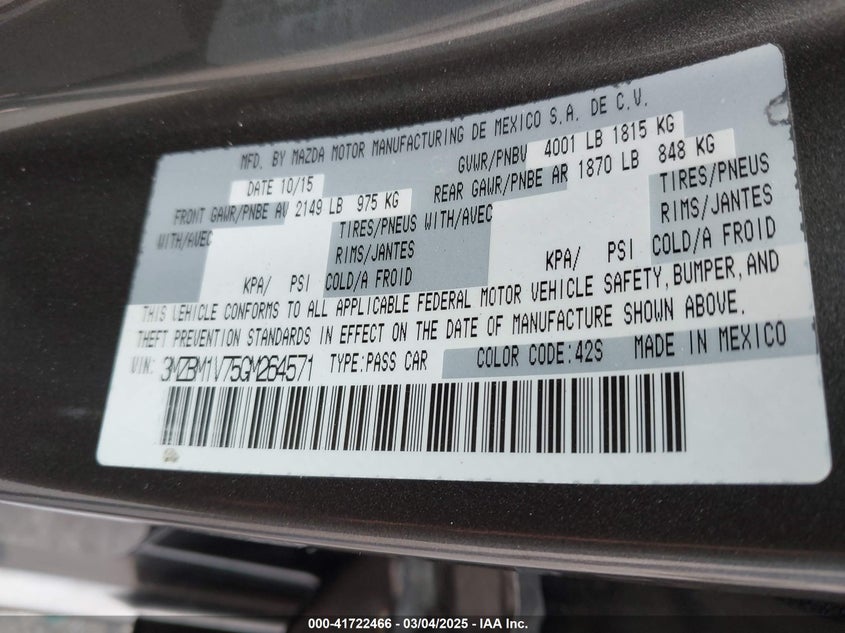 MFD. BY MAZDA MOTOR MANUFACTURING DE MEXICO S.A. DE C.V.
DATE 10/15 GVWR/PNBV 4001 LB 1815 KG
FRONT GAWR/PNBE AV 2149 LB 975 KG REAR GAWR/PNBE AR 1870 LB 848 KG
WITH/AVEC TIRES/PNEUS WITH/AVEC TIRES/PNEUS
RIMS/JANTES RIMS/JANTES
KPA/ PSI COLD/A FROID KPA/ PSI COLD/A FROID
THIS VEHICLE CONFORMS TO ALL APPLICABLE FEDERAL MOTOR VEHICLE SAFETY, BUMPER, AND
THEFT PREVENTION STANDARDS IN EFFECT ON THE DATE OF MANUFACTURE SHOWN ABOVE.
VIN: 3MZBM1V75GM264571 TYPE:PASS CAR COLOR CODE:42S MADE IN MEXICO
000-41722466 - 03/04/2025 - IAA Inc.